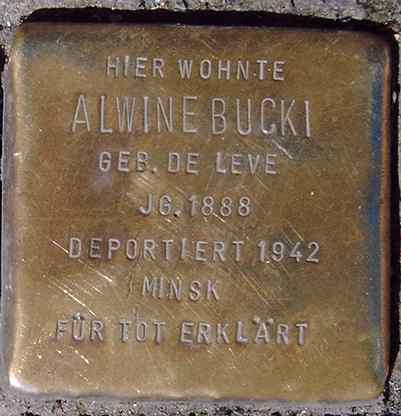 HIER WOHNTE
ALWINE BUCKI
GEB. DE LEVE
JG. 1888
DEPORTIERT 1942
MINSK
FÜR TOT ERKLÄRT